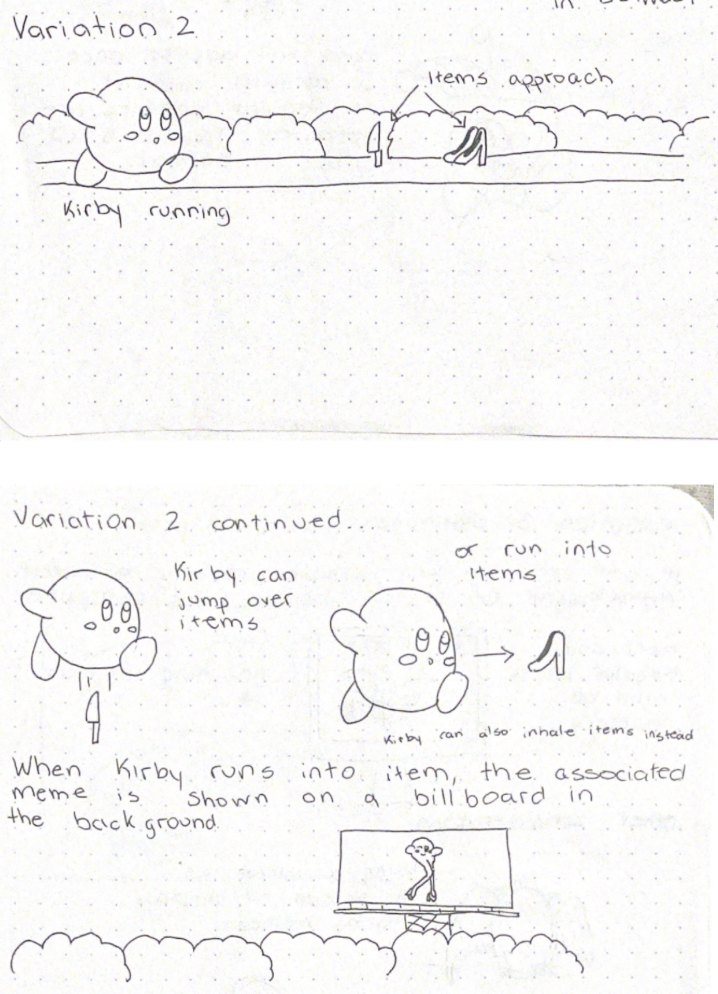 Variation 2
Items approach
Kirby running
Variation 2 continued...
Kirby can
jump over
items
or run into
Items
Kirby can also inhale items instead
When Kirby runs into item, the associated
meme is shown on a billboard in
the background.